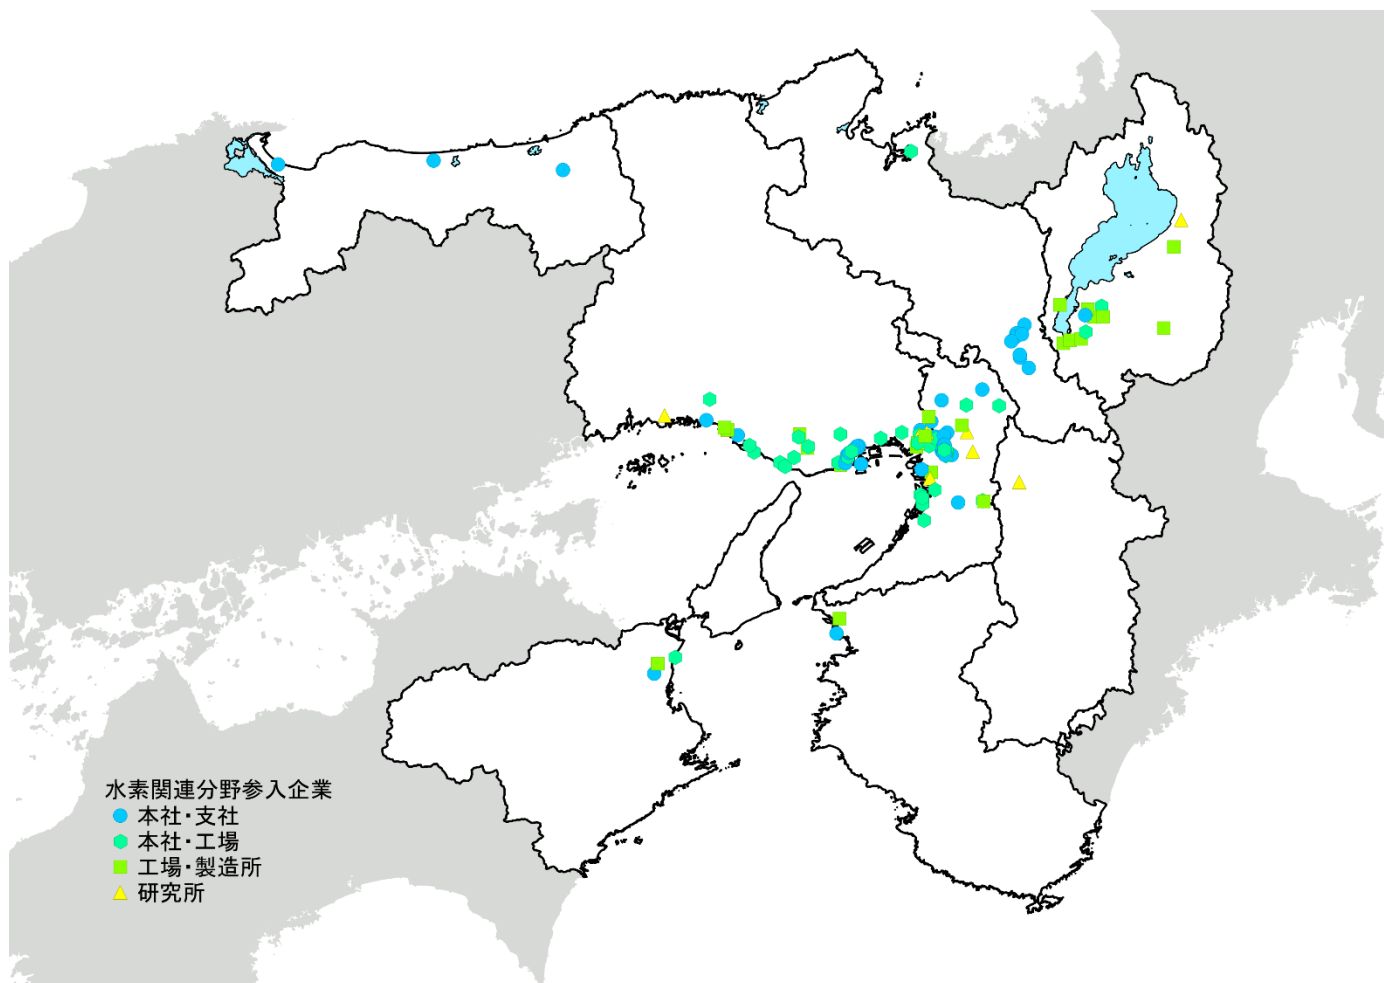 水素関連分野参入企業
本社・支社
本社・工場
工場・製造所
研究所